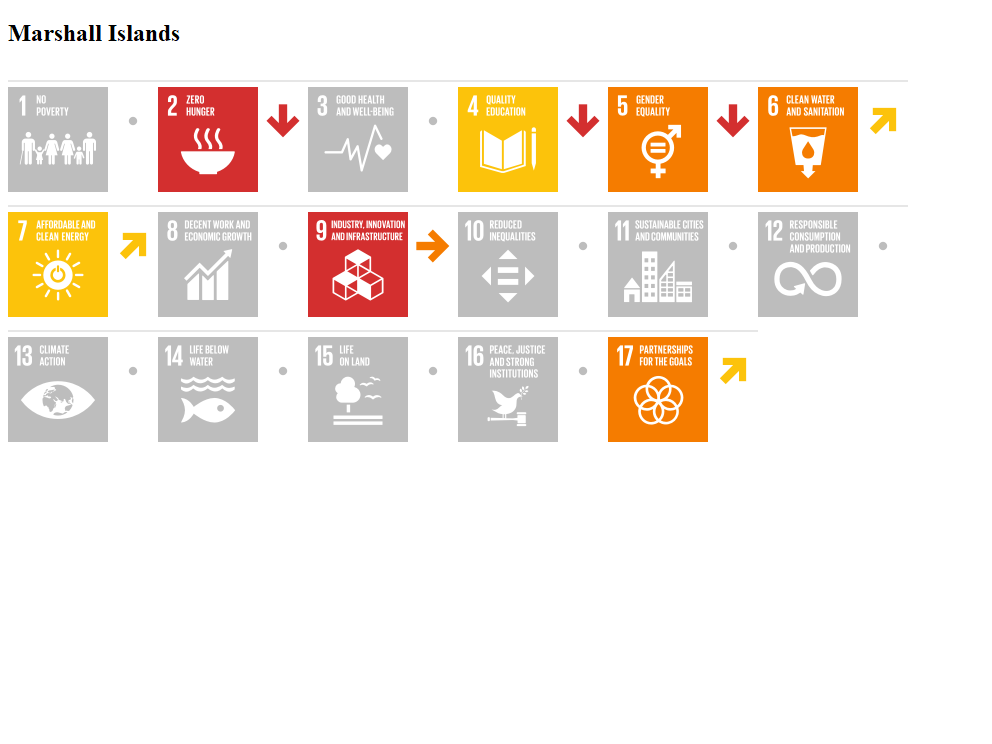 Marshall Islands
1 NO
POVERTY
2 ZERO
HUNGER
3 GOOD HEALTH
AND WELL-BEING
4 QUALITY
EDUCATION
5 GENDER
EQUALITY
6 CLEAN WATER
AND SANITATION
7 AFFORDABLE AND
CLEAN ENERGY
8 DECENT WORK AND
ECONOMIC GROWTH
9 INDUSTRY, INNOVATION
AND INFRASTRUCTURE
10 REDUCED
INEQUALITIES
11 SUSTAINABLE CITIES
AND COMMUNITIES
12 RESPONSIBLE
CONSUMPTION
AND PRODUCTION
13 CLIMATE
ACTION
14 LIFE BELOW
WATER
15 LIFE
ON LAND
16 PEACE, JUSTICE
AND STRONG
INSTITUTIONS
17 PARTNERSHIPS
FOR THE GOALS